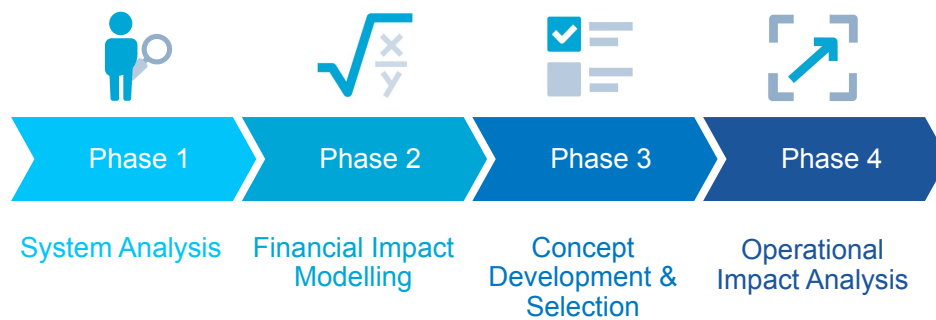 x
y
Phase 1
Phase 2
Phase 3
Phase 4
System Analysis
Financial Impact
Modelling
Concept
Development &
Selection
Operational
Impact Analysis